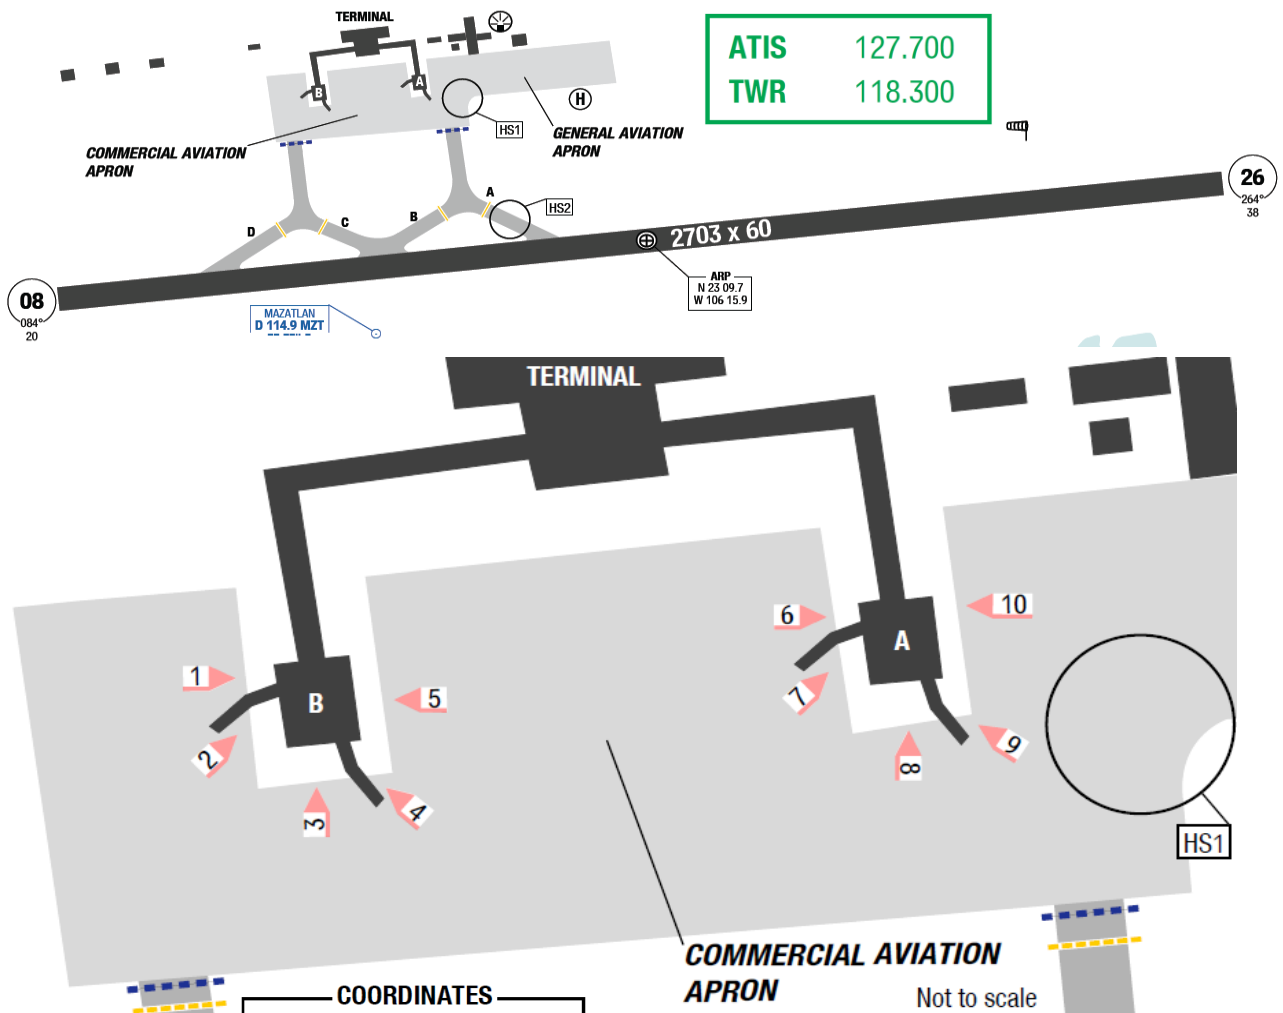 TERMINAL
ATIS 127.700
TWR 118.300
B
A
H
HS1
COMMERCIAL AVIATION
APRON
GENERAL AVIATION
APRON
26
264°
38
A
HS2
B
C
D
2703 x 60
08
084°
20
ARP
N 23 09.7
W 106 15.9
MAZATLAN
D 114.9 MZT
TERMINAL
6
10
A
1
B
5
7
2
9
8
3
4
HS1
COMMERCIAL AVIATION
APRON
Not to scale
COORDINATES